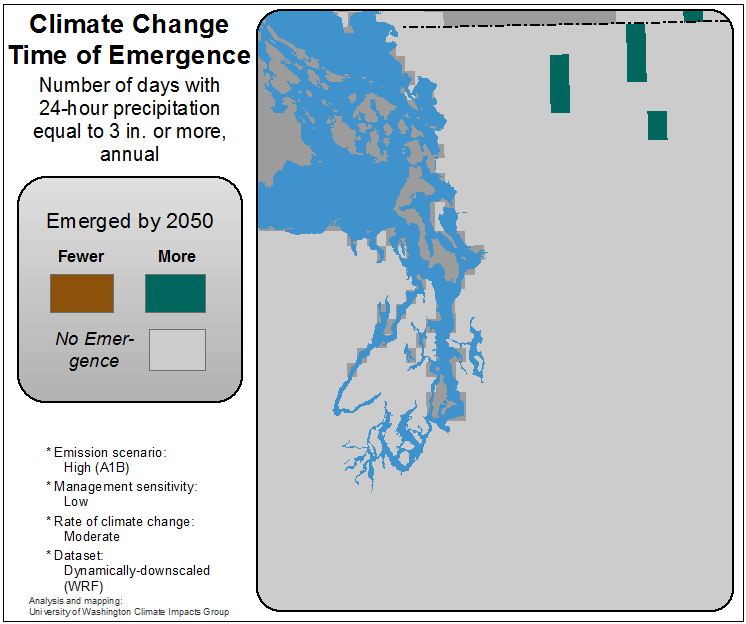 Climate Change
Time of Emergence
Number of days with
24-hour precipitation
equal to 3 in. or more,
annual
Emerged by 2050
Fewer More
No Emer-
gence
* Emission scenario:
High (A1B)
* Management sensitivity:
Low
* Rate of climate change:
Moderate
* Dataset:
Dynamically-downscaled
(WRF)
Analysis and mapping:
University of Washington Climate Impacts Group